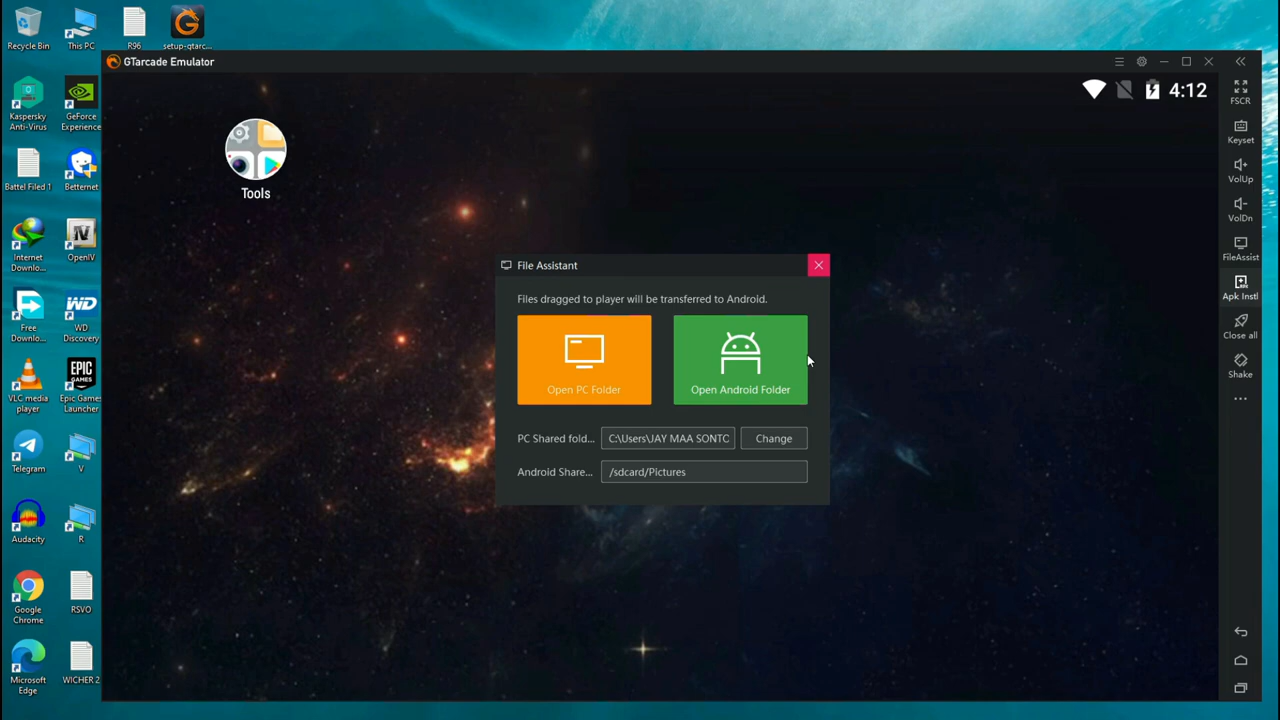 Recycle Bin
This PC
R96
setup-gtarc...
Kaspersky
Anti-Virus
GeForce
Experience
Battel Filed 1
Betternet
Internet
Downlo...
OpenIV
Free
Downlo...
WD
Discovery
VLC media
player
EPIC
GAMES
Epic Games
Launcher
Telegram
V
Audacity
R
Google
Chrome
RSVO
Microsoft
Edge
WICHER 2
GTarcade Emulator
4:12
Tools
File Assistant
Files dragged to player will be transferred to Android.
Open PC Folder
Open Android Folder
PC Shared fold...
C:\Users\JAY MAA SONTC
Change
Android Share...
/sdcard/Pictures
FSCR
Keyset
VolUp
VolDn
FileAssist
Apk Instl
Close all
Shake